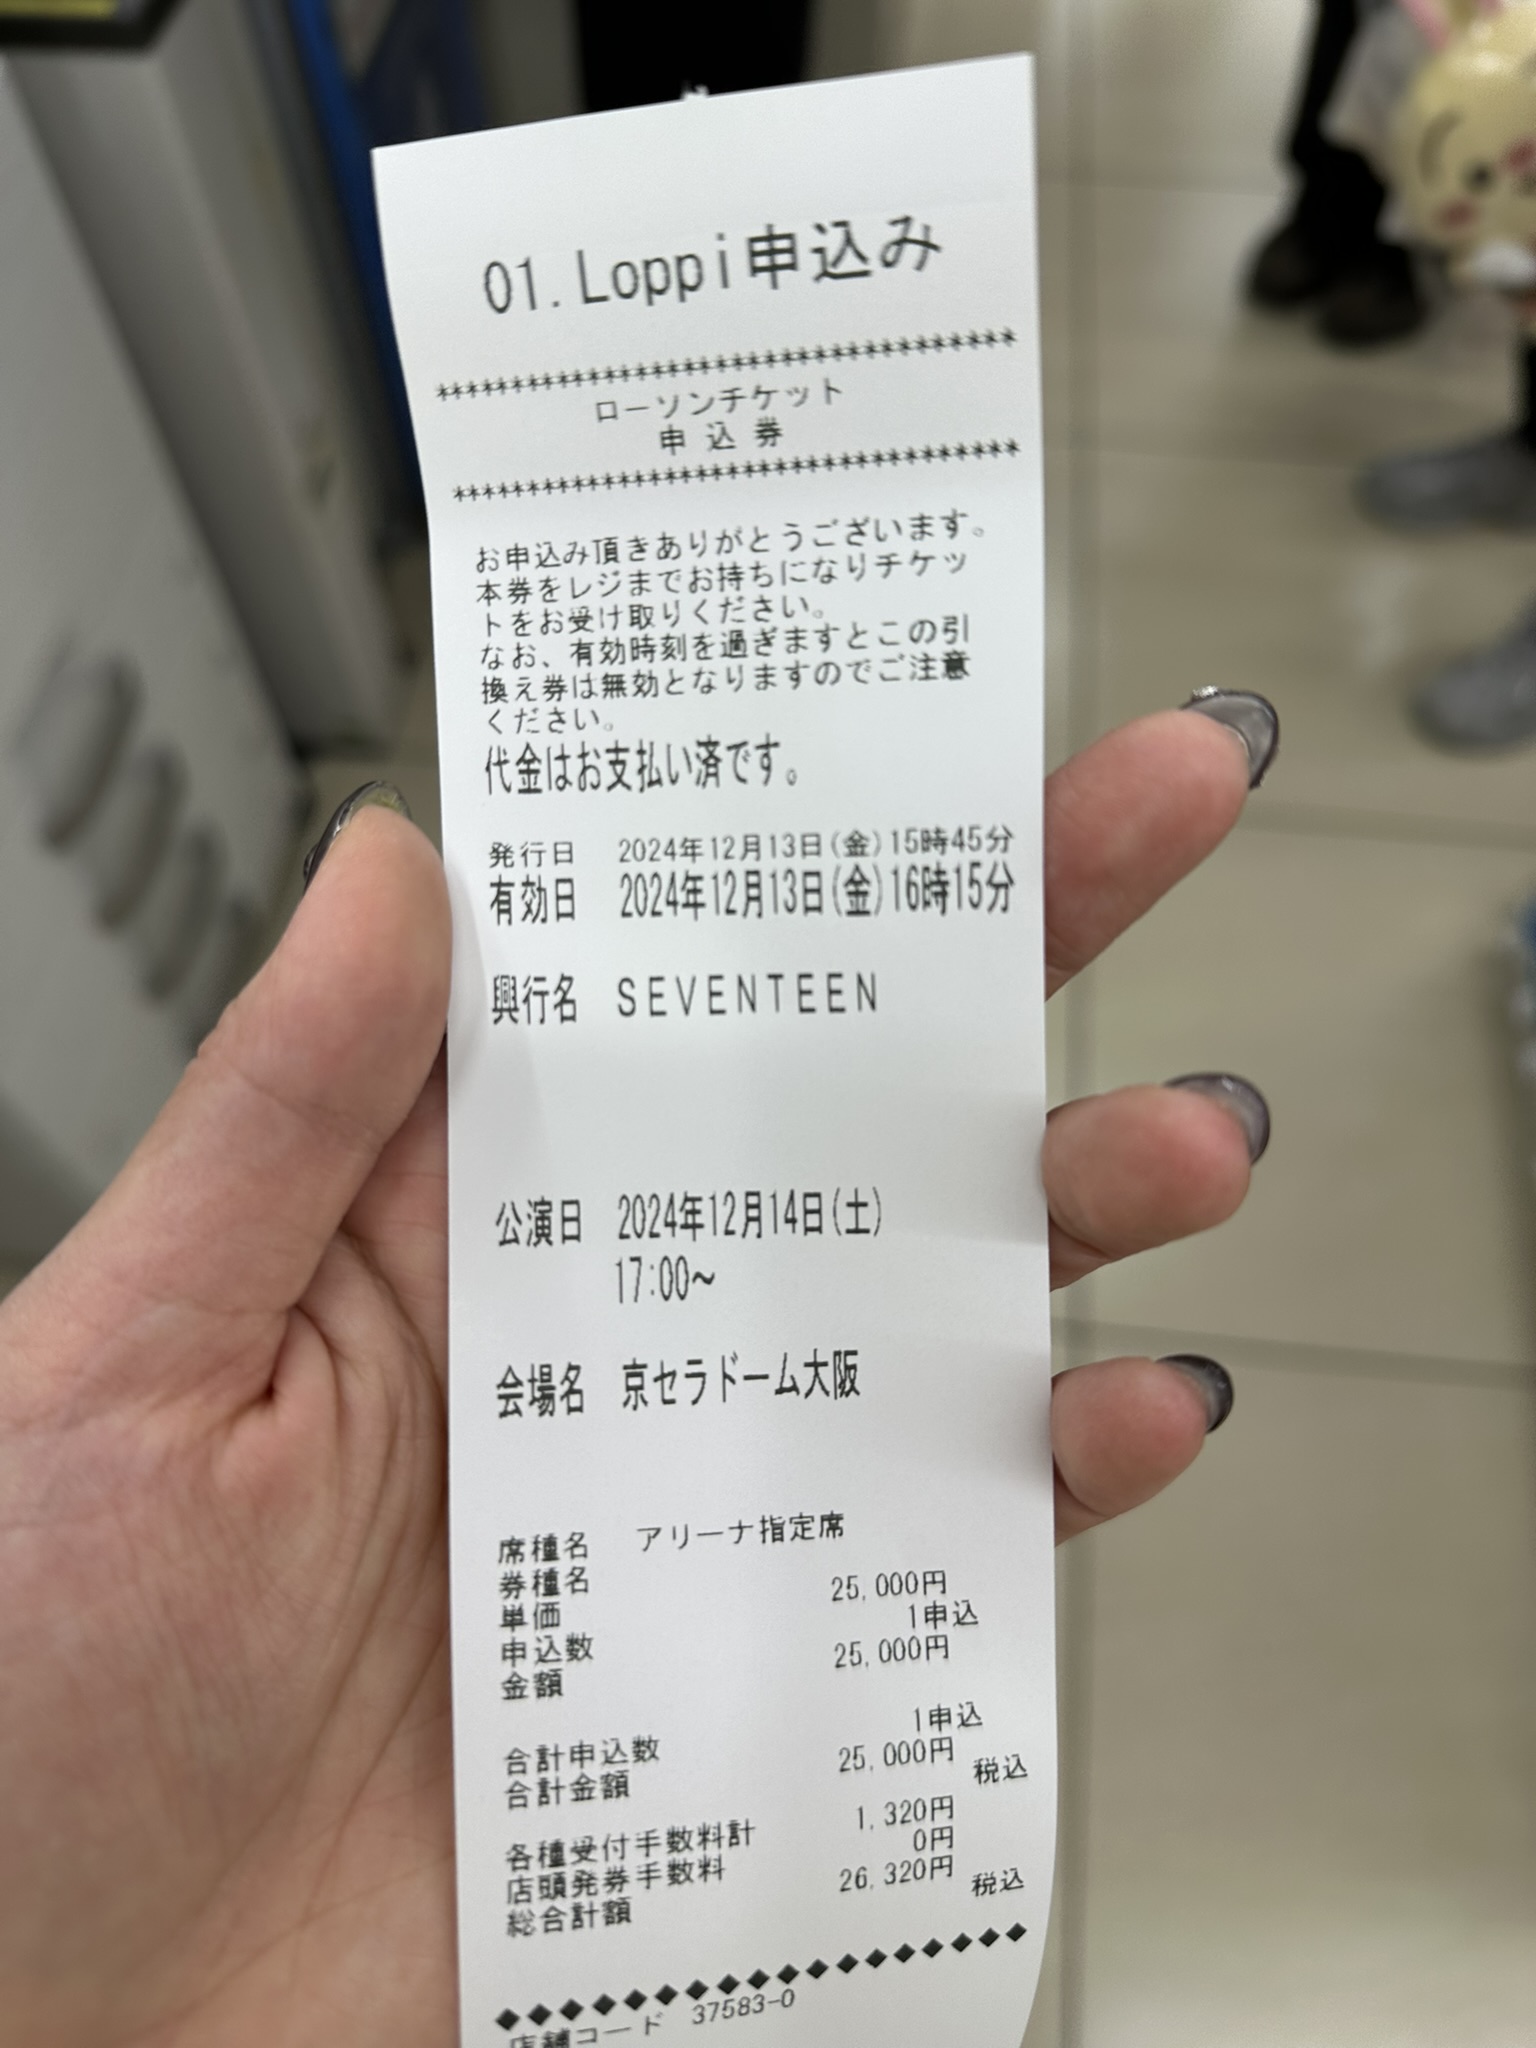 01.Loppi申込み
************************************
ローソンチケット
申 込 券
************************************
お申込み頂きありがとうございます。
本券をレジまでお持ちになりチケッ
トをお受け取りください。
なお、有効時刻を過ぎますとこの引
換え券は無効となりますのでご注意
ください。
代金はお支払い済です。
発行日 2024年12月13日(金)15時45分
有効日 2024年12月13日(金)16時15分
興行名 SEVENTEEN
公演日 2024年12月14日(土)
17:00~
会場名 京セラドーム大阪
席種名 アリーナ指定席
券種名
単価 25,000円
申込数 1申込
金額 25,000円
合計申込数 1申込
合計金額 25,000円
税込
各種受付手数料計 1,320円
店頭発券手数料 0円
総合計額 26,320円
税込
◆◆◆◆◆◆◆◆◆◆◆◆◆◆◆◆◆
店舗コード 37583-0